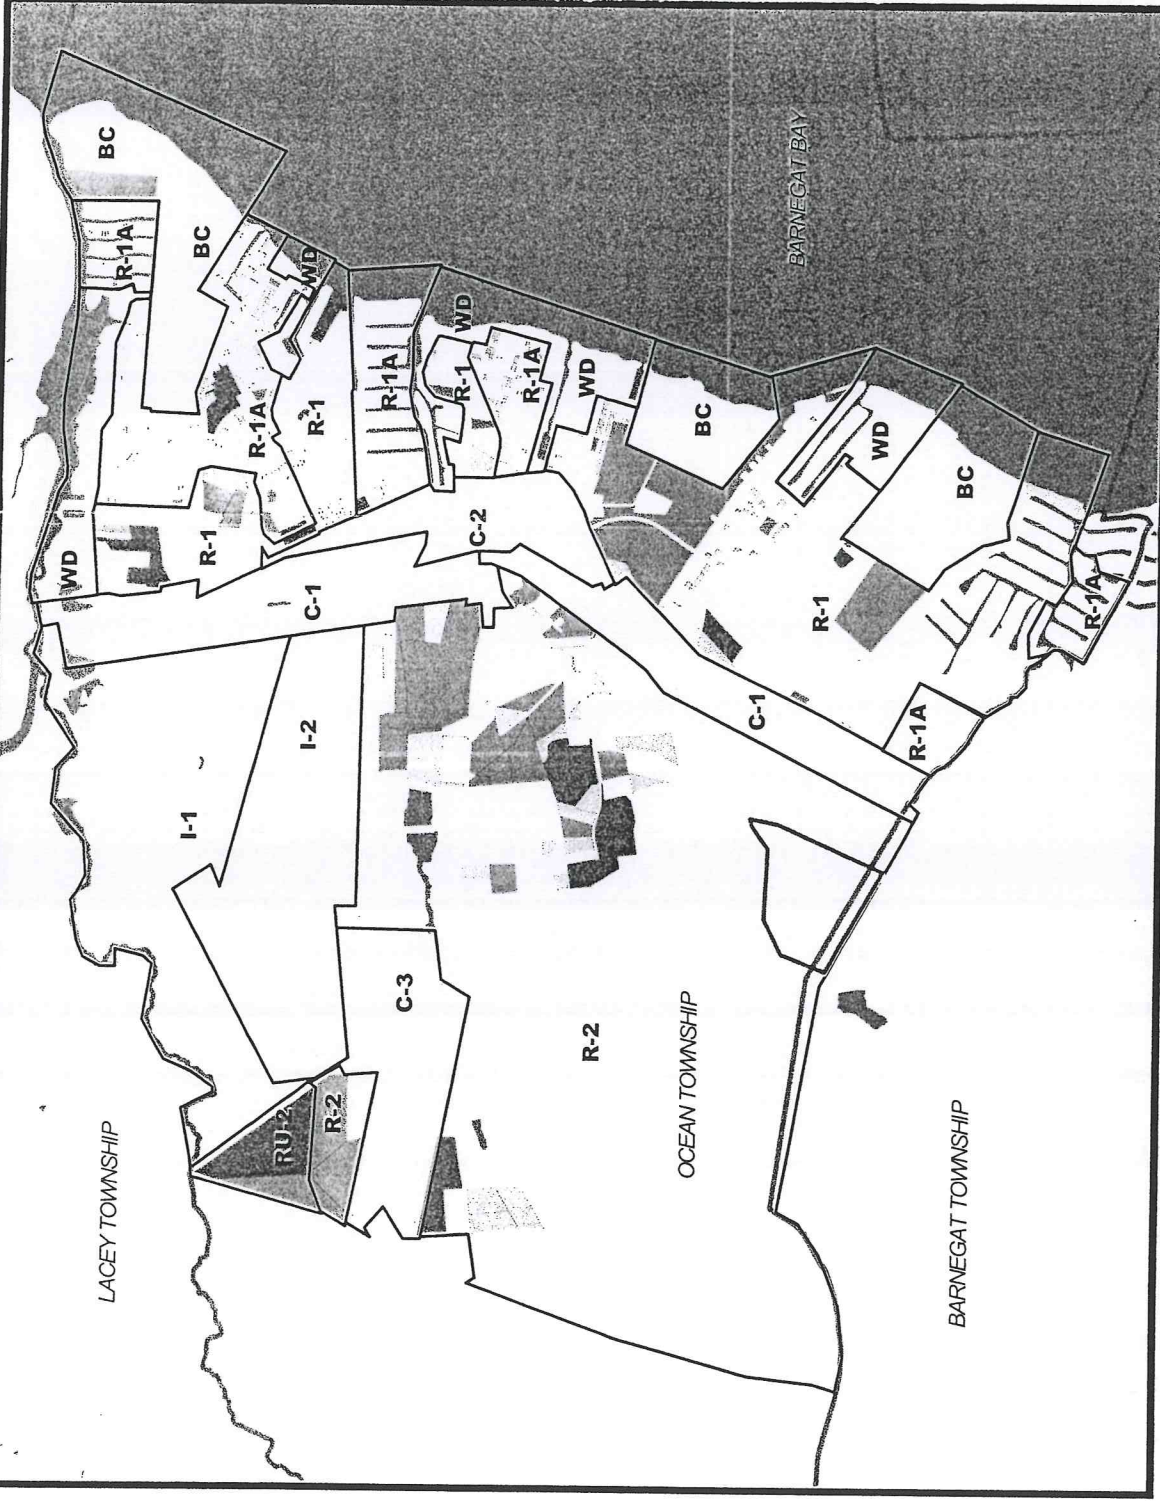 WD
LACEY TOWNSHIP
BC
R-1A
I-1
BC
R-1
R-1A
RU-2
I-2
WD
C-1
R-1
R-2
R-1A
C-3
R-1
WD
C-2
R-1A
WD
R-2
OCEAN TOWNSHIP
BC
C-1
BARNEGAT BAY
R-1
WD
R-1A
BARNEGAT TOWNSHIP
BC
R-1A